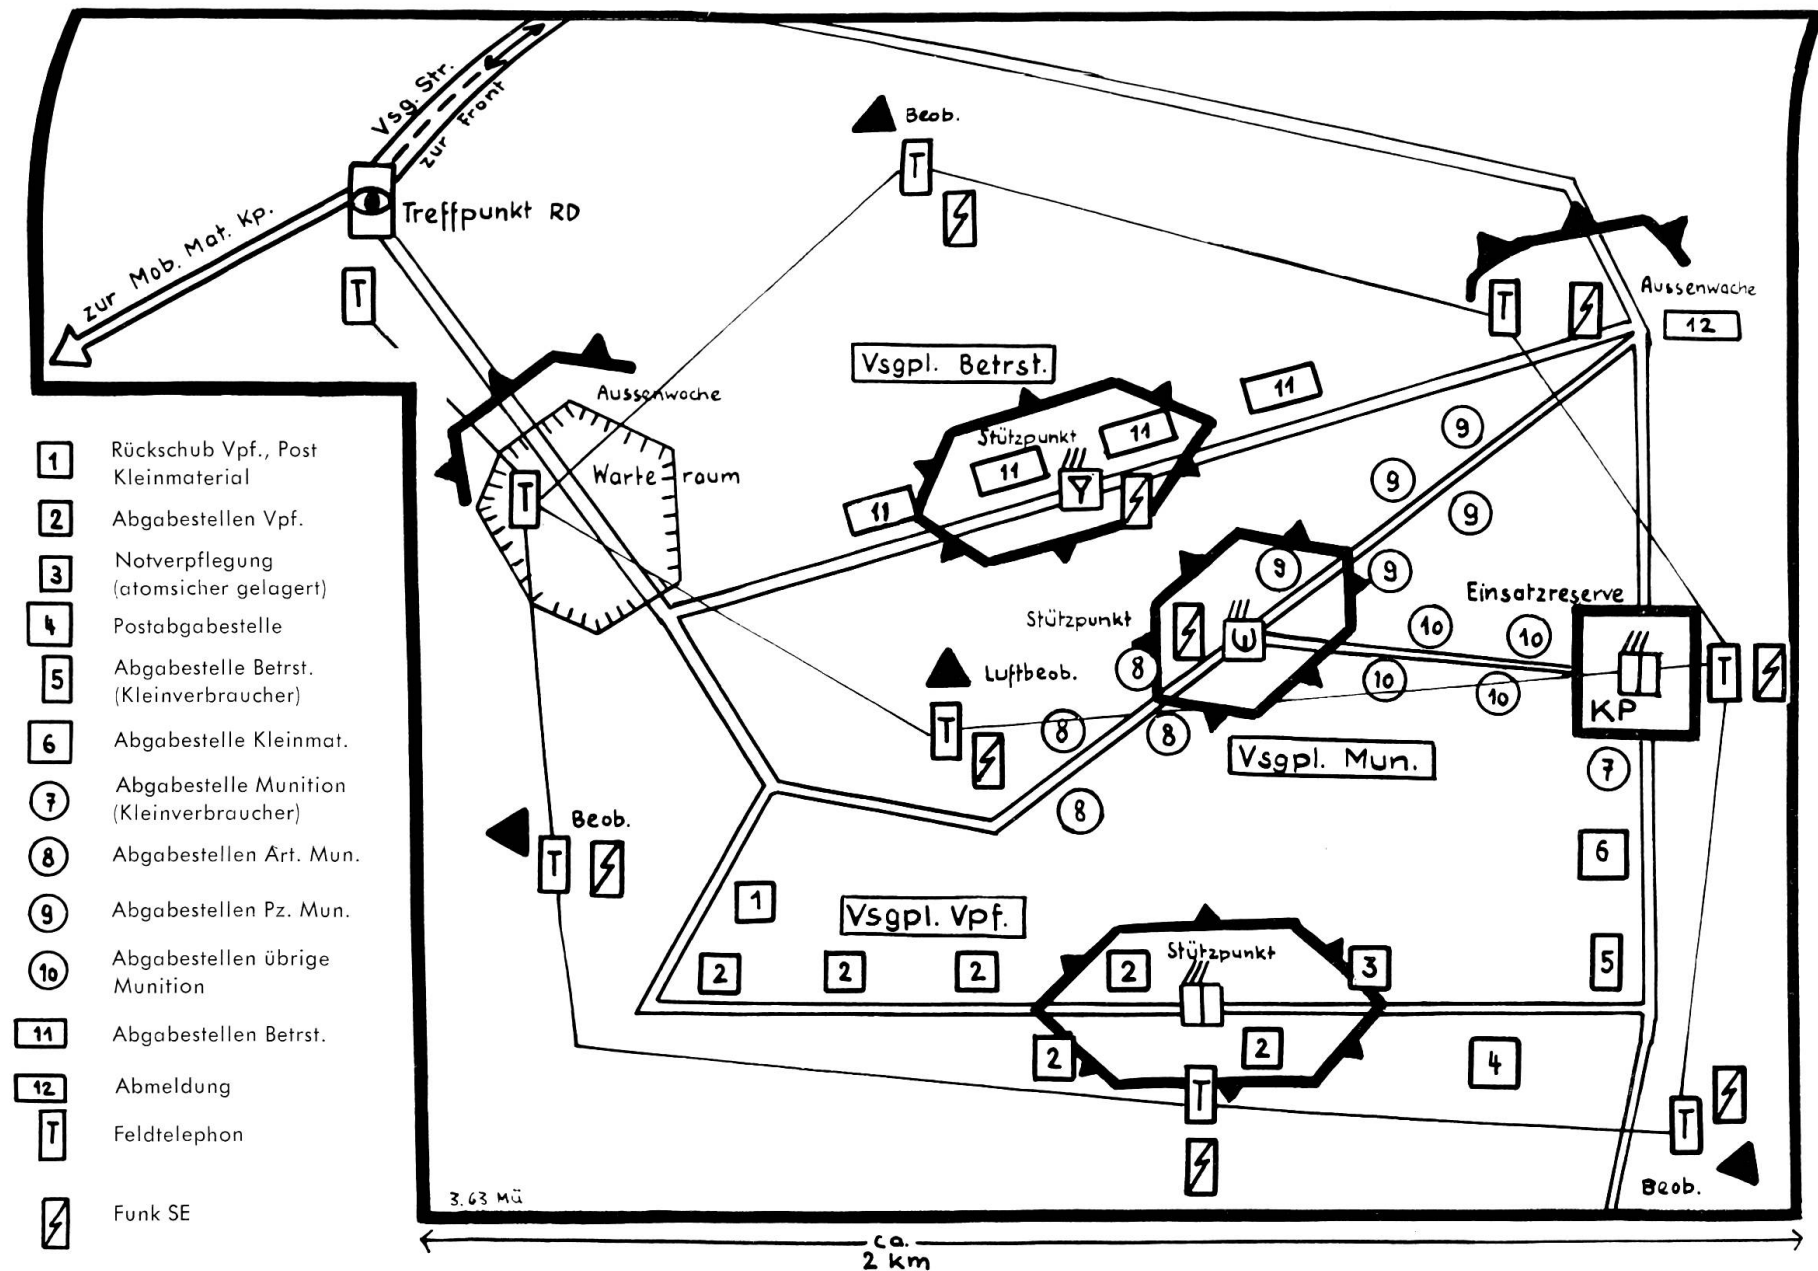 Vsg. Str.
zur Front
Beob.
T
zur Mob. Mat. Kp.
Treffpunkt RD
T
T
Aussenwache
12
Vsgpl. Betrst.
11
Aussenwache
Stützpunkt
11
11
11
9
9
9
Warteraum
T
1 Rückschub Vpf., Post
Kleinmaterial
2 Abgabestellen Vpf.
3 Notverpflegung
(atomsicher gelagert)
4 Postabgabestelle
5 Abgabestelle Betrst.
(Kleinverbraucher)
6 Abgabestelle Kleinmat.
7 Abgabestelle Munition
(Kleinverbraucher)
8 Abgabestellen Art. Mun.
9 Abgabestellen Pz. Mun.
10 Abgabestellen übrige
Munition
11 Abgabestellen Betrst.
12 Abmeldung
T Feldtelephon
Funk SE
9
9
Einsatzreserve
Stützpunkt
10
10
10
10
8
Luftbeob.
T
T
KP
8
8
Vsgpl. Mun.
7
8
Beob.
T
6
1
Vsgpl. Vpf.
Stützpunkt
2
2
2
2
3
5
2
2
4
T
T
Beob.
3.63 Mü
ca.
2 km